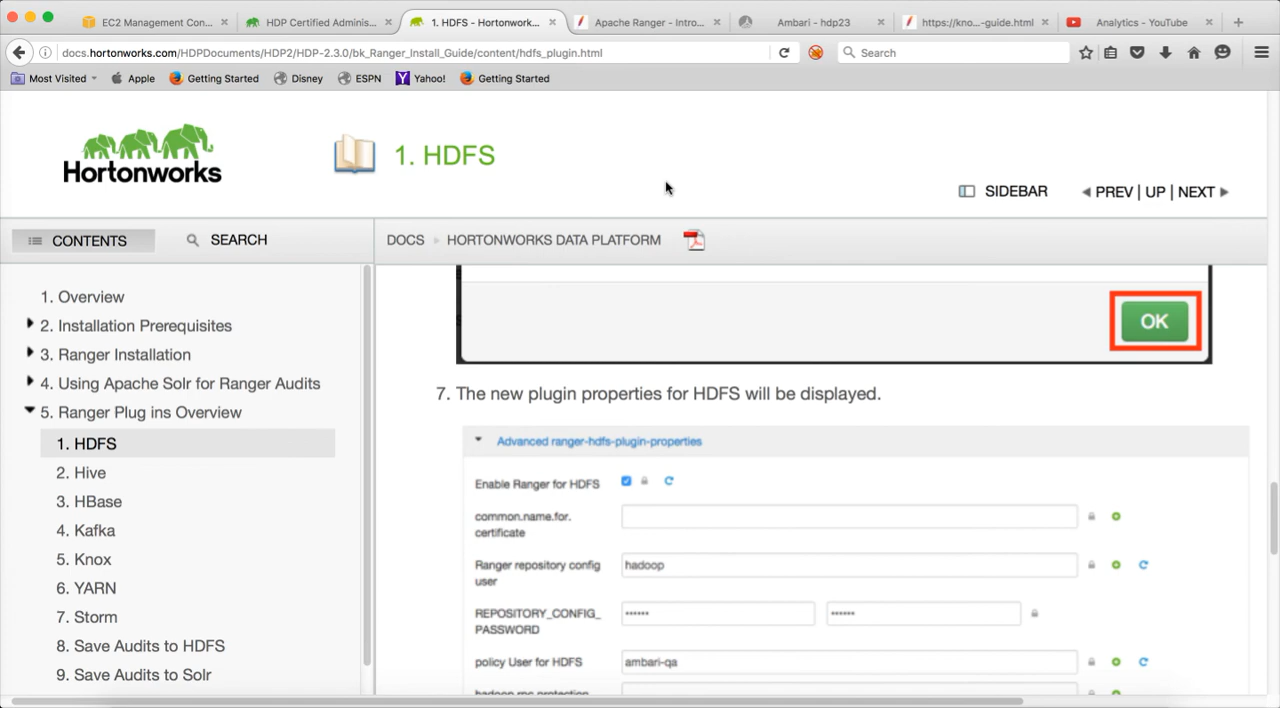 EC2 Management Con...
HDP Certified Adminis...
1. HDFS - Hortonwork...
Apache Ranger - Intro...
Ambari - hdp23
https://kno...-guide.html
Analytics - YouTube
docs.hortonworks.com/HDPDocuments/HDP2/HDP-2.3.0/bk_Ranger_Install_Guide/content/hdfs_plugin.html
Search
Most Visited
Apple
Getting Started
Disney
ESPN
Yahoo!
Getting Started
Hortonworks
1. HDFS
SIDEBAR
PREV | UP | NEXT
CONTENTS
SEARCH
DOCS
HORTONWORKS DATA PLATFORM
1. Overview
2. Installation Prerequisites
3. Ranger Installation
4. Using Apache Solr for Ranger Audits
5. Ranger Plug ins Overview
1. HDFS
2. Hive
3. HBase
4. Kafka
5. Knox
6. YARN
7. Storm
8. Save Audits to HDFS
9. Save Audits to Solr
OK
7. The new plugin properties for HDFS will be displayed.
Advanced ranger-hdfs-plugin-properties
Enable Ranger for HDFS
common.name.for.
certificate
Ranger repository config
user
hadoop
REPOSITORY_CONFIG_
PASSWORD
••••••
••••••
policy User for HDFS
ambari-qa
hadoop.rpc.protection